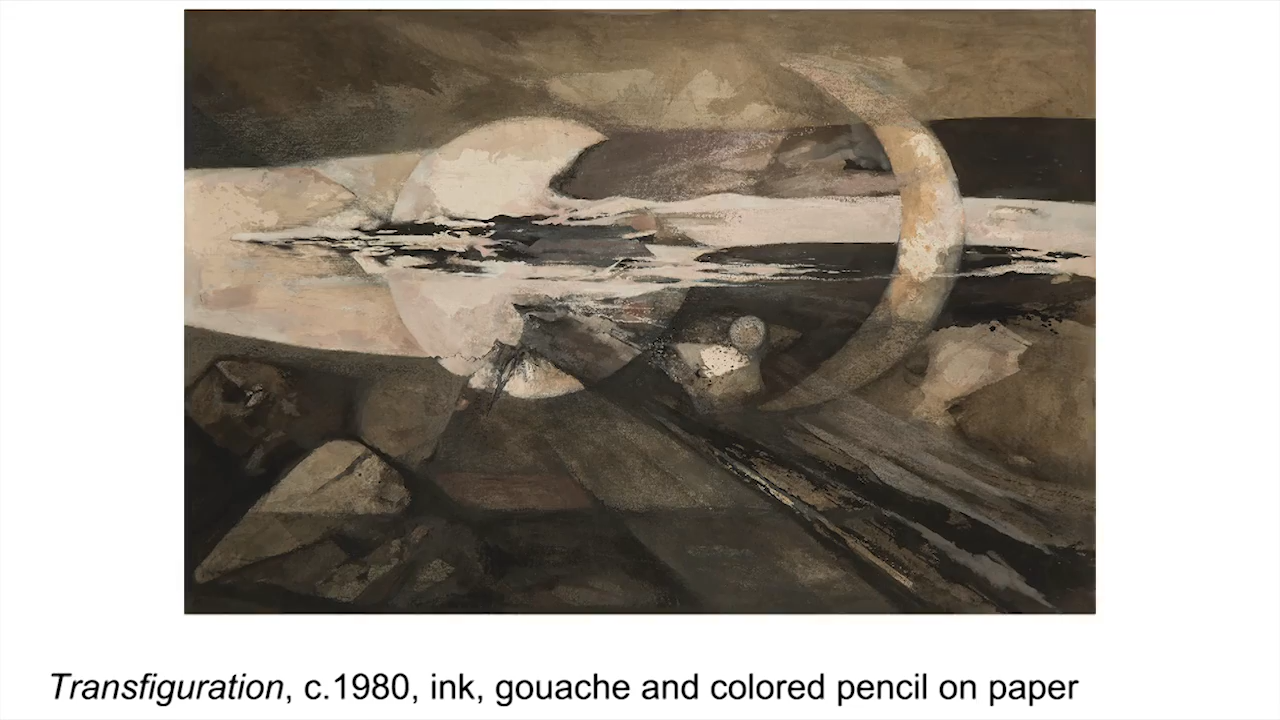 Transfiguration, c.1980, ink, gouache and colored pencil on paper